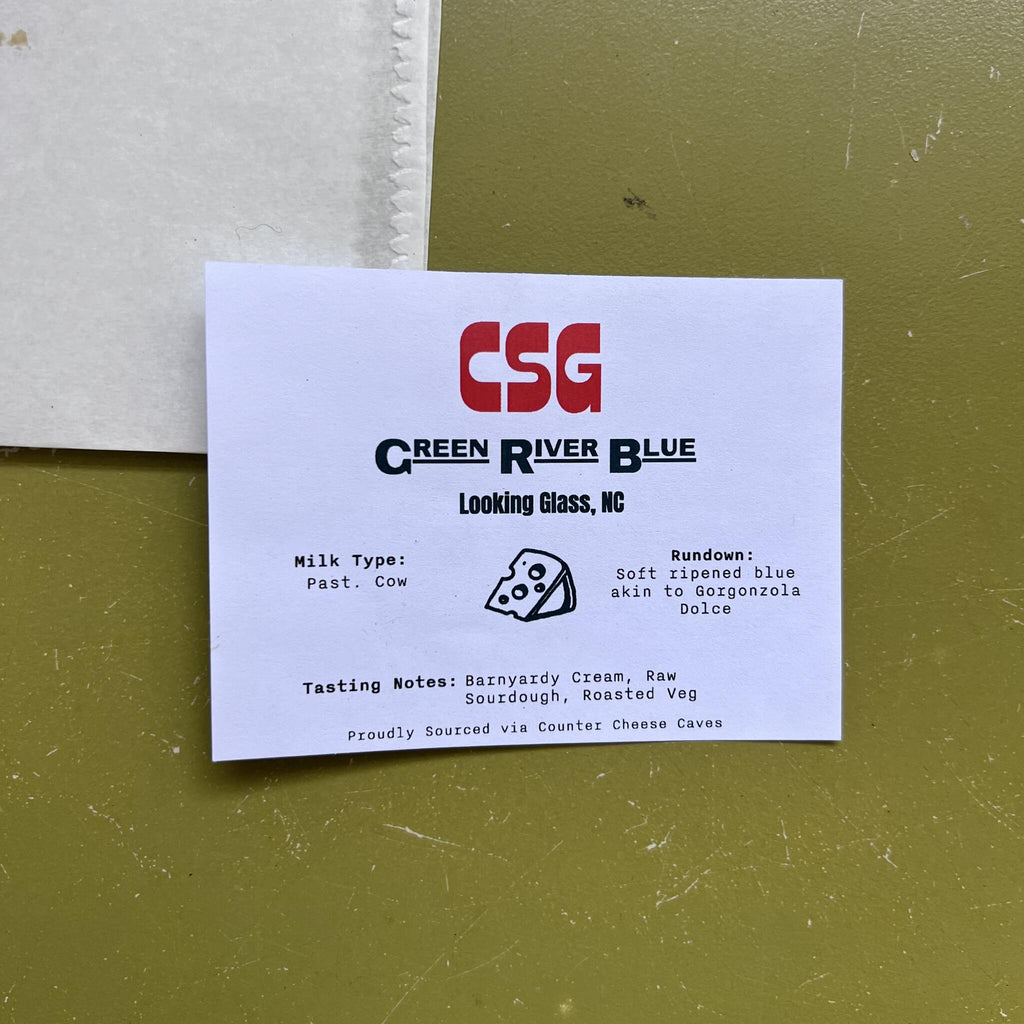 CSG
GREEN RIVER BLUE
Looking Glass, NC
Milk Type:
Past. Cow
Rundown:
Soft ripened blue
akin to Gorgonzola
Dolce
Tasting Notes: Barnyardy Cream, Raw
Sourdough, Roasted Veg
Proudly Sourced via Counter Cheese Caves